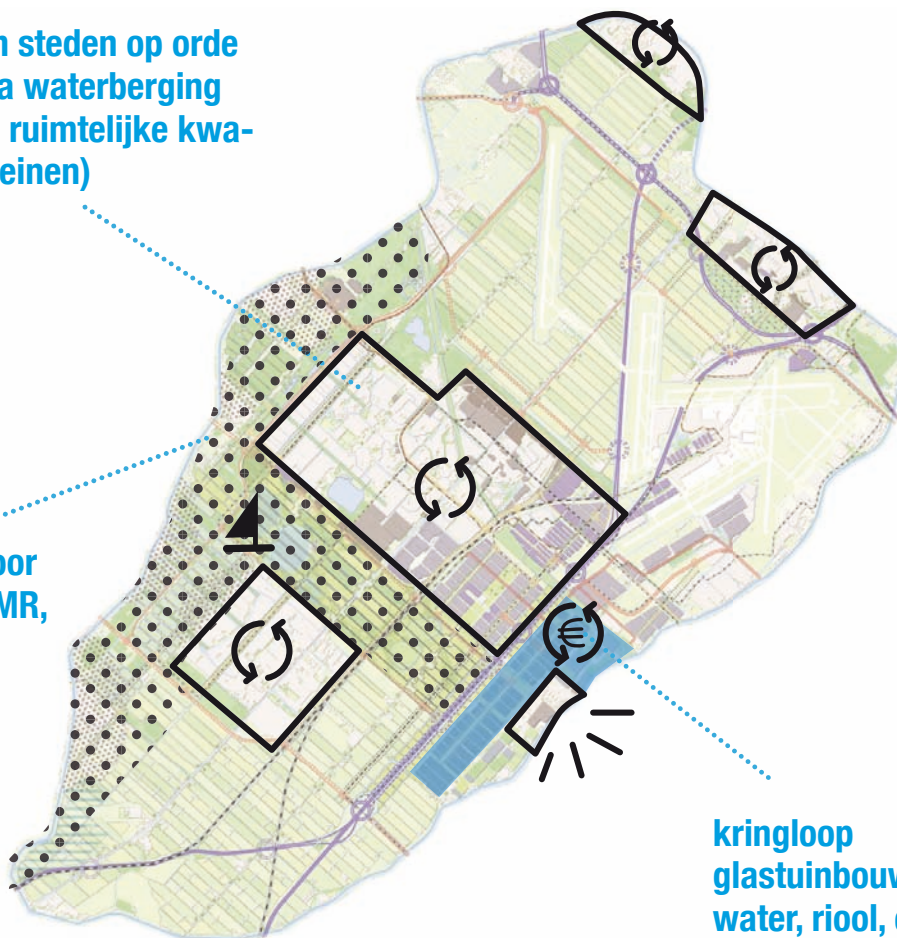 n steden op orde
a waterberging
ruimtelijke kwa-
einen)
oor
MR,
kringloop
glastuinbouw
water, riool,